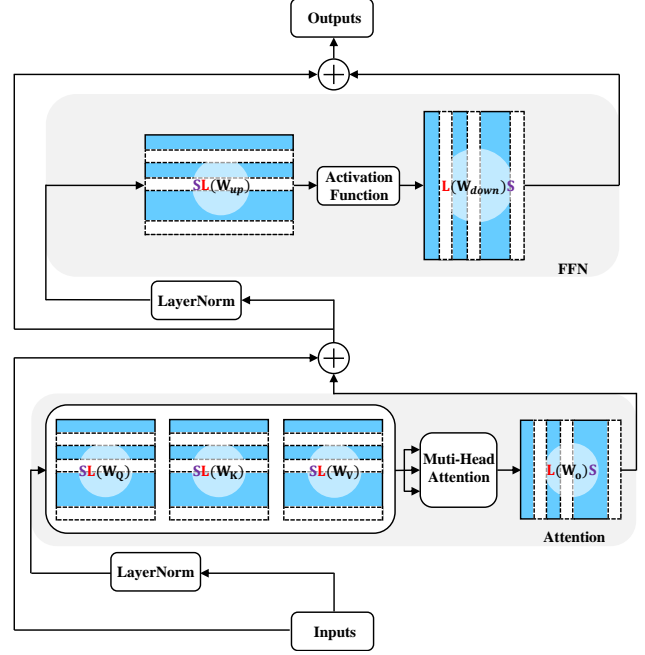 Outputs
SL(W_up)
Activation
Function
L(W_down)S
FFN
LayerNorm
SL(W_Q)
SL(W_K)
SL(W_V)
Muti-Head
Attention
L(W_o)S
Attention
LayerNorm
Inputs